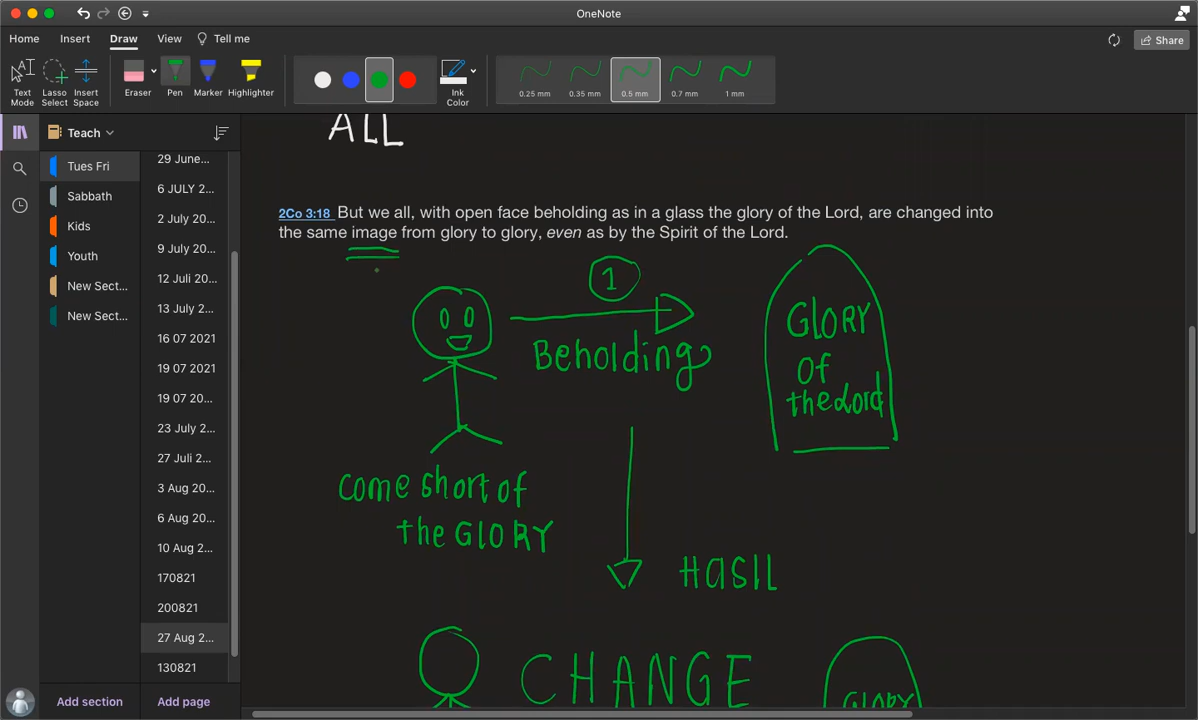 OneNote
Home Insert Draw View Tell me
Share
Text Mode
Lasso Select
Insert Space
Eraser
Pen
Marker
Highlighter
Ink Color
0.25 mm
0.35 mm
0.5 mm
0.7 mm
1 mm
Teach
Tues Fri
Sabbath
Kids
Youth
New Sect...
New Sect...
29 June...
6 JULY 2...
2 July 20...
9 July 20...
12 Juli 20...
13 July 2...
16 07 2021
19 07 2021
19 07 202...
23 July 2...
27 Juli 2...
3 Aug 20...
6 Aug 20...
10 Aug 2...
170821
200821
27 Aug 2...
130821
Add section
Add page
ALL
2Co 3:18 But we all, with open face beholding as in a glass the glory of the Lord, are changed into
the same image from glory to glory, even as by the Spirit of the Lord.
1
Beholding
GLORY
Of
the Lord
come short of
the GLORY
HasIL
CHANGE
GLORY